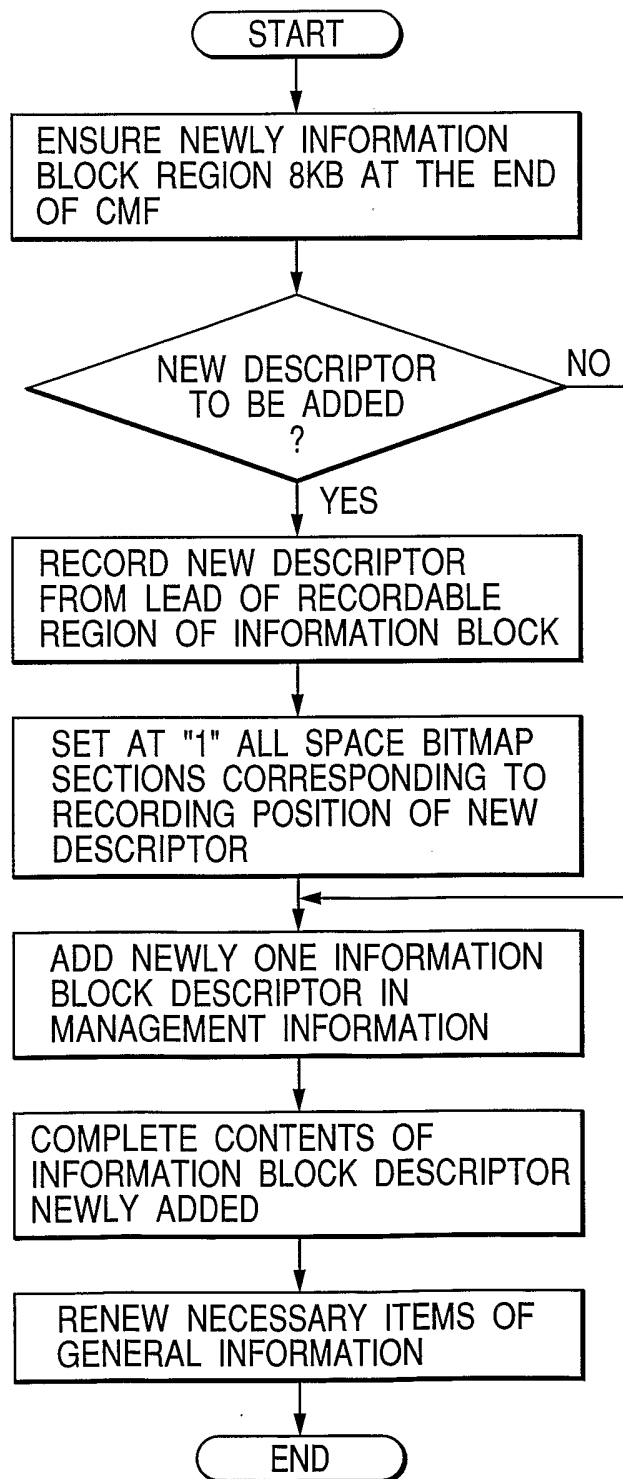 START
ENSURE NEWLY INFORMATION
BLOCK REGION 8KB AT THE END
OF CMF
NEW DESCRIPTOR
TO BE ADDED
?
NO
YES
RECORD NEW DESCRIPTOR
FROM LEAD OF RECORDABLE
REGION OF INFORMATION BLOCK
SET AT "1" ALL SPACE BITMAP
SECTIONS CORRESPONDING TO
RECORDING POSITION OF NEW
DESCRIPTOR
ADD NEWLY ONE INFORMATION
BLOCK DESCRIPTOR IN
MANAGEMENT INFORMATION
COMPLETE CONTENTS OF
INFORMATION BLOCK DESCRIPTOR
NEWLY ADDED
RENEW NECESSARY ITEMS OF
GENERAL INFORMATION
END